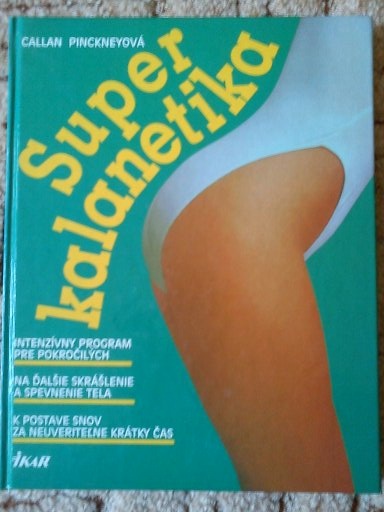 CALLAN PINCKNEYOVÁ
Super
kalanetika
INTENZÍVNY PROGRAM
PRE POKROČILÝCH
NA ĎALŠIE SKRÁŠLENIE
A SPEVNENIE TELA
K POSTAVE SNOV
ZA NEUVERITEĽNE KRÁTKY ČAS
IKAR